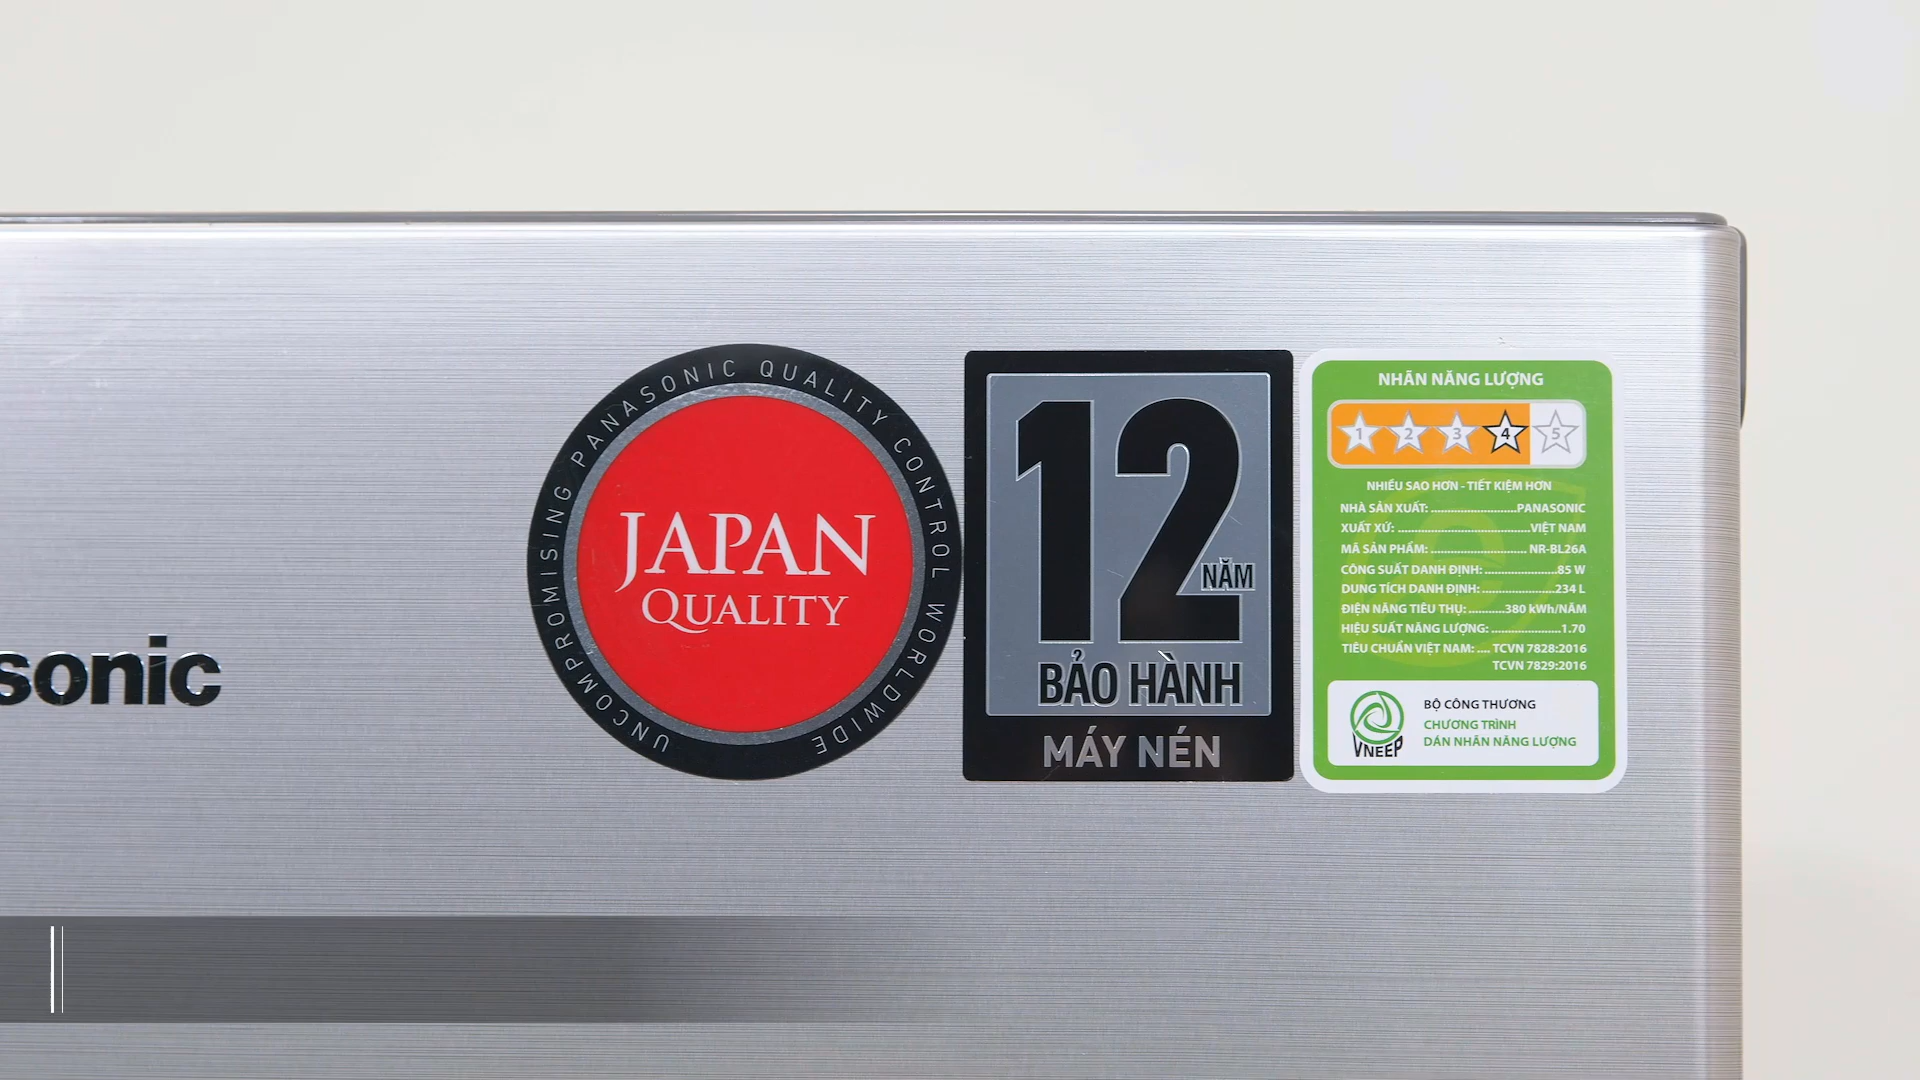 sonic
UNCOMPROMISING PANASONIC QUALITY CONTROL WORLDWIDE
JAPAN
QUALITY
12
NĂM
BẢO HÀNH
MÁY NÉN
NHÃN NĂNG LƯỢNG
1 2 3 4 5
NHIỀU SAO HƠN - TIẾT KIỆM HƠN
NHÀ SẢN XUẤT: ..........................PANASONIC
XUẤT XỨ: ........................................VIỆT NAM
MÃ SẢN PHẨM: ............................. NR-BL26A
CÔNG SUẤT DANH ĐỊNH: ......................85 W
DUNG TÍCH DANH ĐỊNH: .......................234 L
ĐIỆN NĂNG TIÊU THỤ: ...........380 kWh/NĂM
HIỆU SUẤT NĂNG LƯỢNG: .....................1.70
TIÊU CHUẨN VIỆT NAM: .... TCVN 7828:2016
TCVN 7829:2016
VNEEP
BỘ CÔNG THƯƠNG
CHƯƠNG TRÌNH
DÁN NHÃN NĂNG LƯỢNG